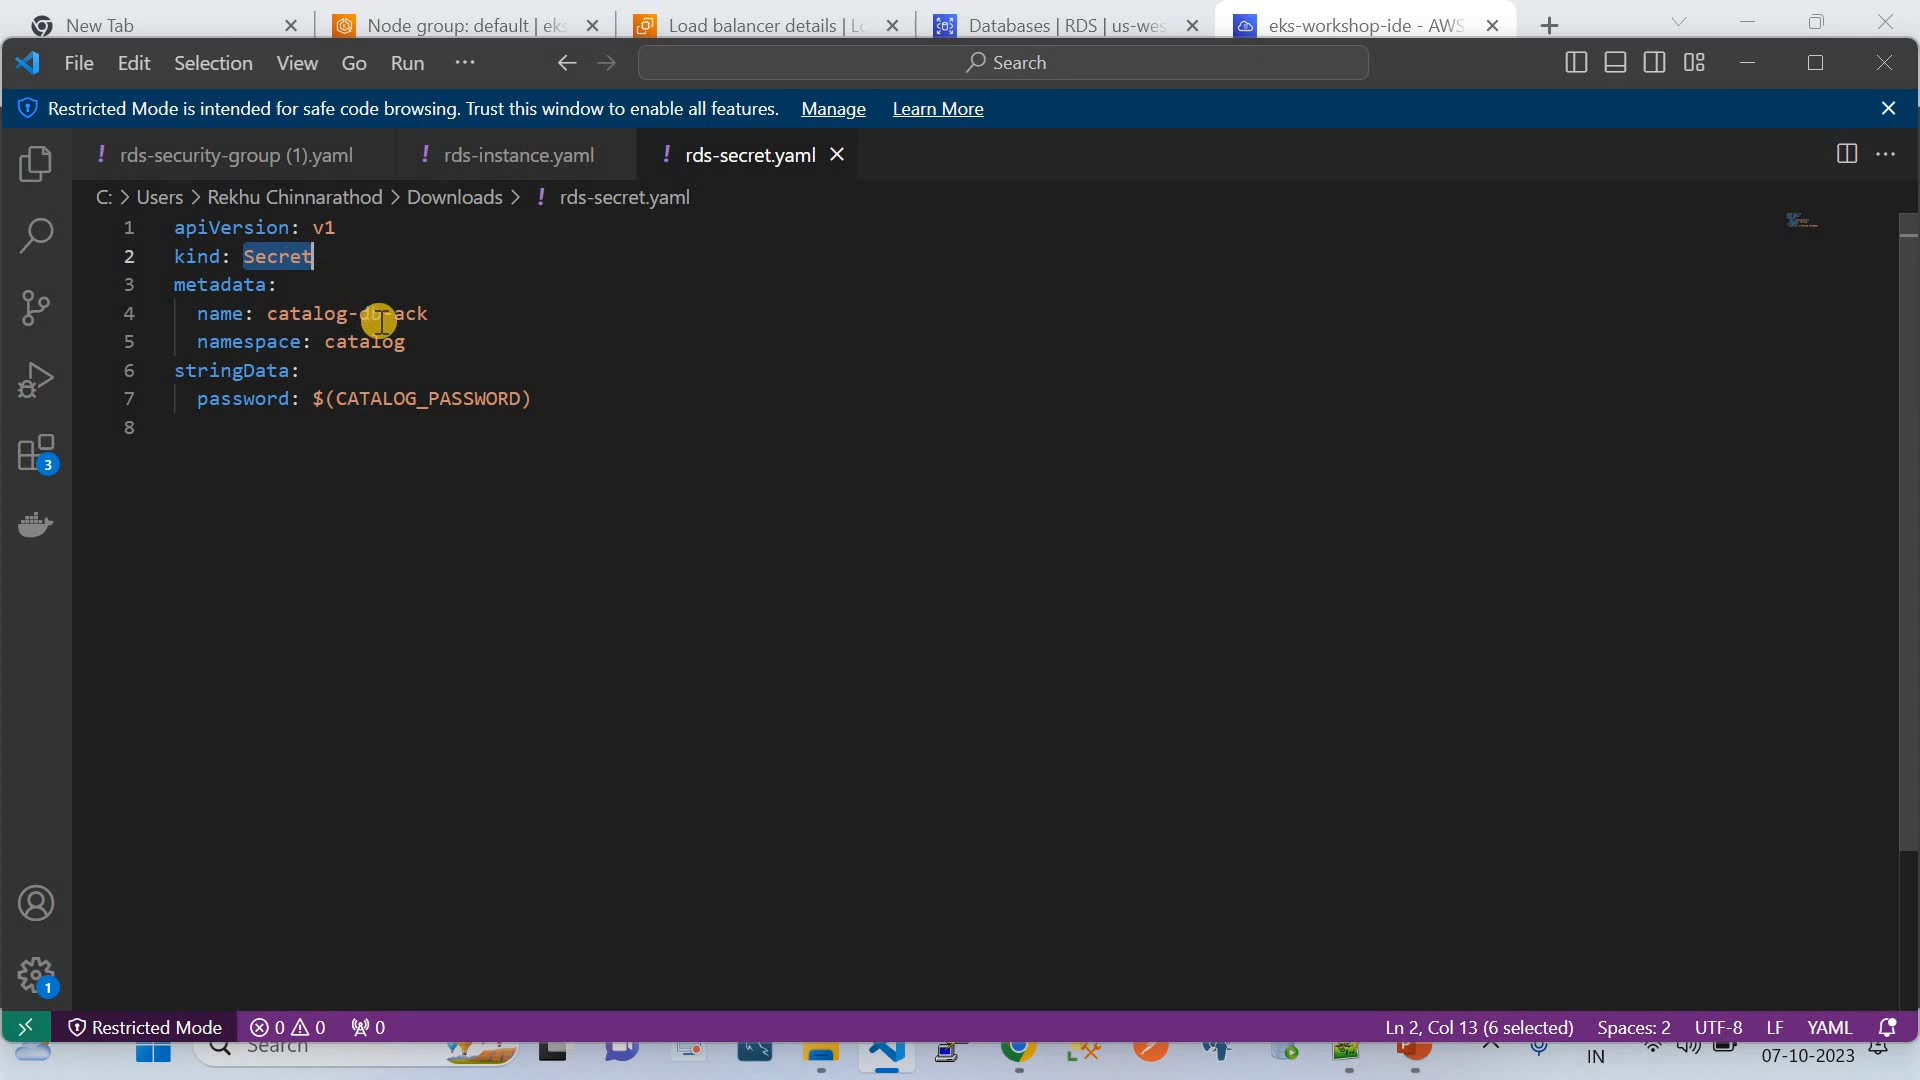 New Tab
Node group: default | eks
Load balancer details | Lo
Databases | RDS | us-wes
eks-workshop-ide - AWS
File Edit Selection View Go Run ···
Search
Restricted Mode is intended for safe code browsing. Trust this window to enable all features. Manage Learn More
! rds-security-group (1).yaml
! rds-instance.yaml
! rds-secret.yaml
C: > Users > Rekhu Chinnarathod > Downloads > ! rds-secret.yaml
1 apiVersion: v1
2 kind: Secret
3 metadata:
4 name: catalog-db-ack
5 namespace: catalog
6 stringData:
7 password: $(CATALOG_PASSWORD)
8
3
1
Restricted Mode 0 0 0
Ln 2, Col 13 (6 selected) Spaces: 2 UTF-8 LF YAML
Search
IN
07-10-2023